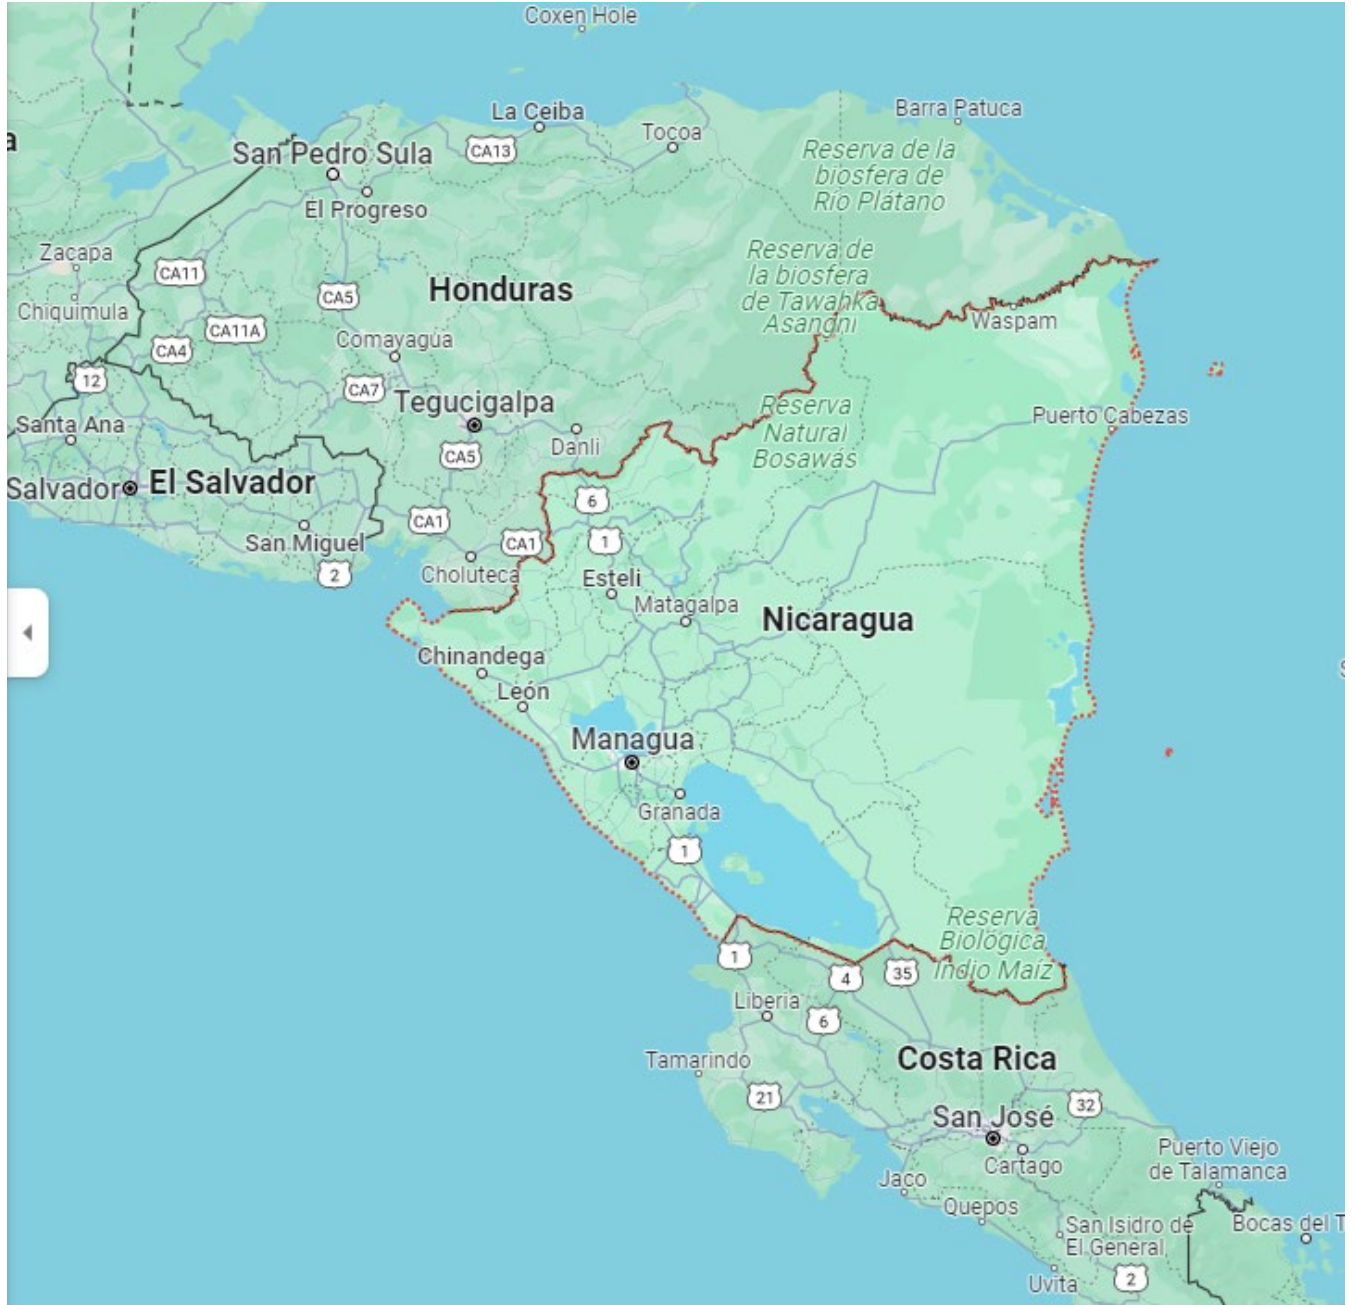 Coxen Hole
La Ceiba
Barra Patuca
Tocoa
a
San Pedro Sula
CA13
Reserva de la
biosfera de
Río Plátano
El Progreso
Zacapa
CA11
Reserva de
la biosfera
de Tawahka
Asangni
Honduras
CA5
Chiquimula
CA11A
Waspam
Comayagua
CA4
12
CA7
Tegucigalpa
Reserva
Natural
Bosawás
Puerto Cabezas
Santa Ana
Danli
CA5
Salvador
El Salvador
6
CA1
CA1
1
San Miguel
2
Choluteca
Esteli
Matagalpa
Nicaragua
Chinandega
S
León
Managua
Granada
1
Reserva
Biológica
Indio Maíz
1
4
35
Liberia
6
Tamarindo
Costa Rica
21
32
San José
Cartago
Puerto Viejo
de Talamanca
Jaco
Quepos
San Isidro de
El General
Bocas del T
Uvita
2